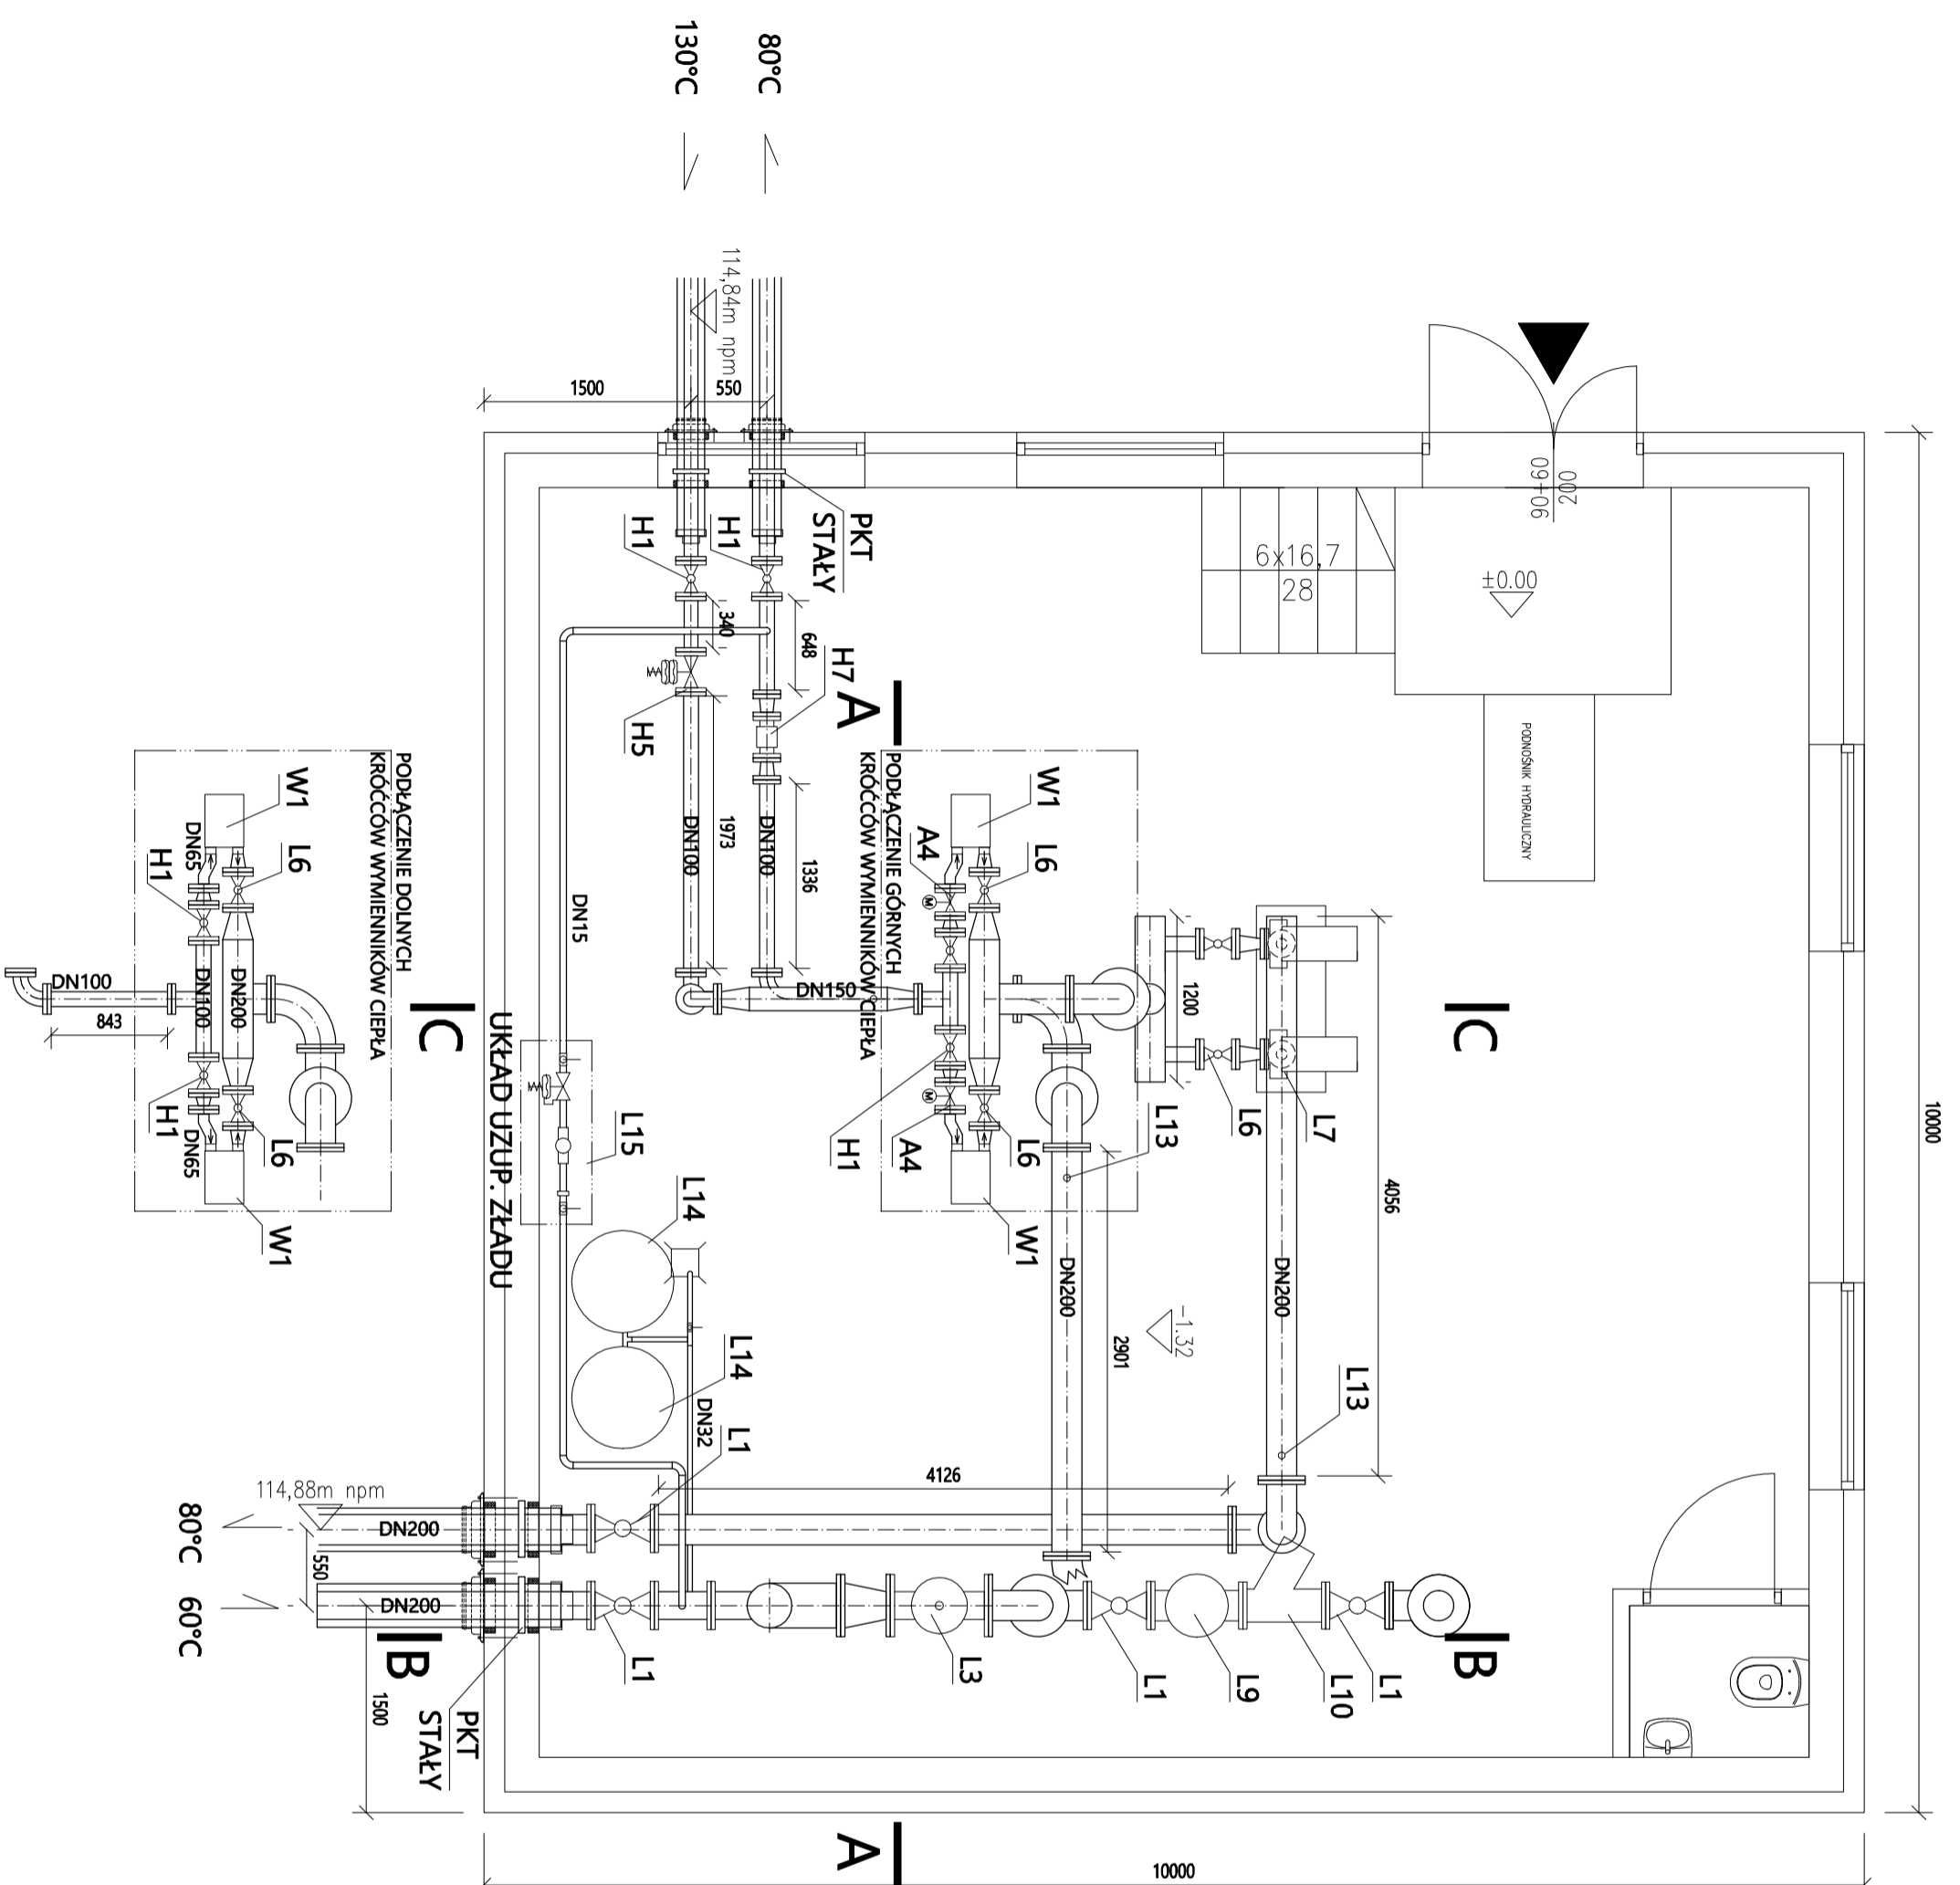 130°C
80°C
114,84m npm
1500
550
PKT
STAŁY
H1
H1
340
648
H7
H5
A
1973
1336
DN100
DN100
DN15
DN150
200
90+60
6x16,7
28
±0.00
PODNOŚNIK HYDRAULICZNY
10000
PODŁĄCZENIE GÓRNYCH
KRÓĆCÓW WYMIENNIKÓW CIEPŁA
W1
L6
A4
H1
A4
L6
W1
1200
L6
L7
L13
C
4056
DN200
L13
DN200
2901
-1.32
PODŁĄCZENIE DOLNYCH
KRÓĆCÓW WYMIENNIKÓW CIEPŁA
W1
L6
DN65
H1
DN100
DN200
DN100
843
H1
DN65
L6
W1
C
UKŁAD UZUP. ZŁADU
L15
L14
L14
DN32
L1
4126
114,88m npm
80°C
60°C
550
DN200
DN200
B
1500
PKT
STAŁY
L1
L3
L1
L9
L10
L1
B
A
10000